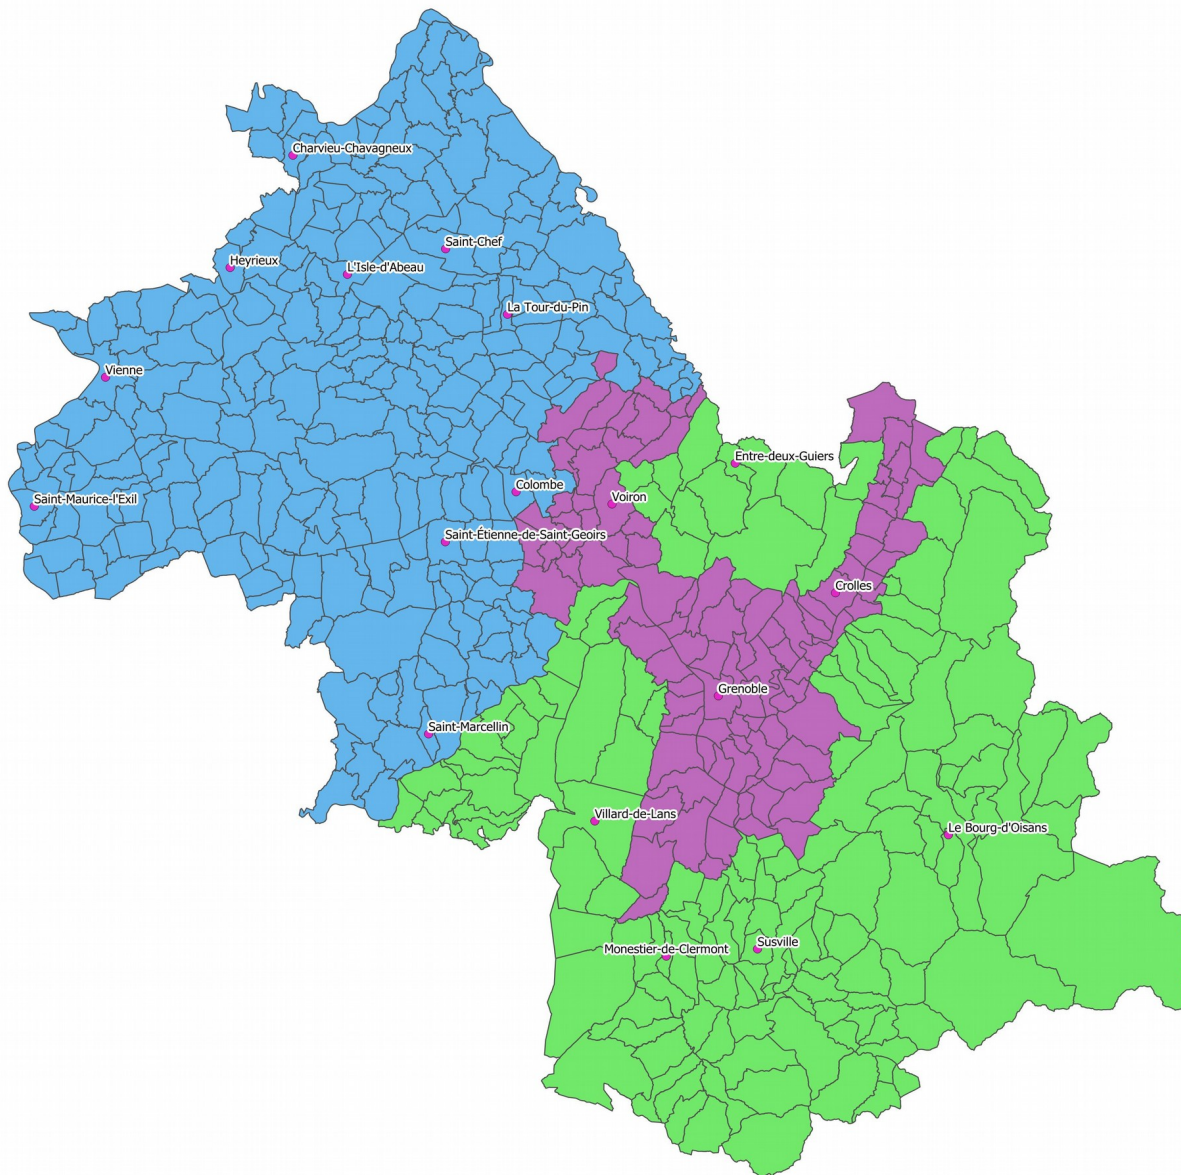 Charvieu-Chavagneux
Saint-Chef
Heyrieux
L'Isle-d'Abeau
La Tour-du-Pin
Vienne
Entre-deux-Guiers
Colombe
Saint-Maurice-l'Exil
Voiron
Saint-Étienne-de-Saint-Geoirs
Crolles
Grenoble
Saint-Marcellin
Villard-de-Lans
Le Bourg-d'Oisans
Monestier-de-Clermont
Susville